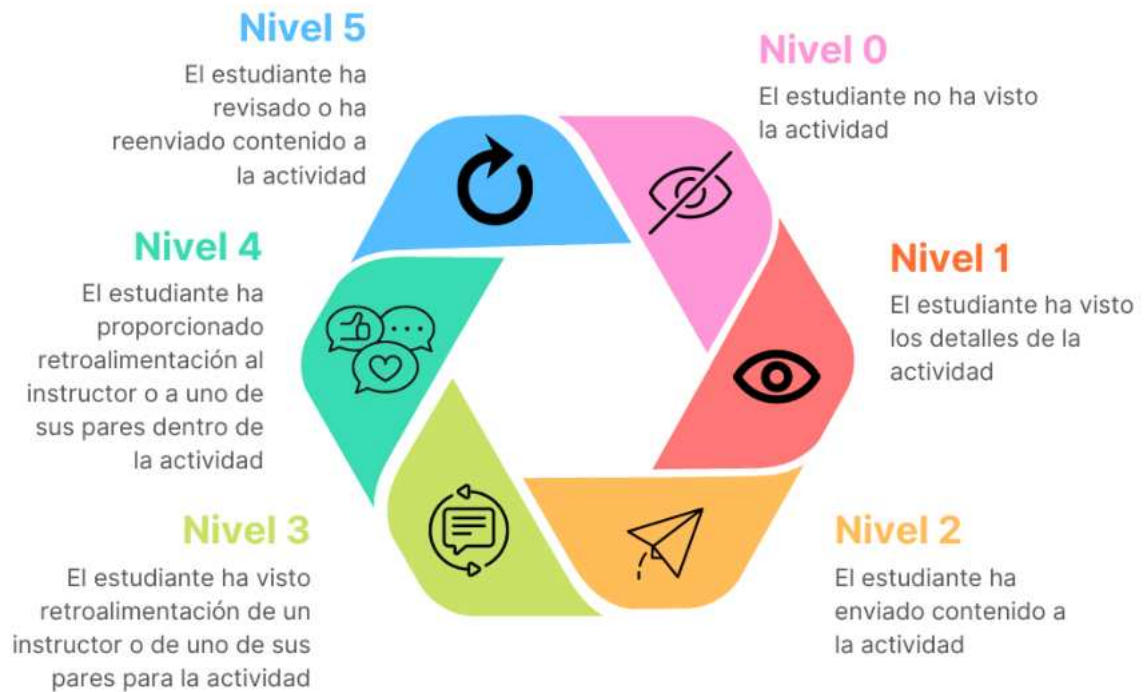 Nivel 0
El estudiante no ha visto
la actividad
Nivel 1
El estudiante ha visto
los detalles de la
actividad
Nivel 2
El estudiante ha
enviado contenido a
la actividad
Nivel 3
El estudiante ha visto
retroalimentación de un
instructor o de uno de sus
pares para la actividad
Nivel 4
El estudiante ha
proporcionado
retroalimentación al
instructor o a uno de
sus pares dentro de
la actividad
Nivel 5
El estudiante ha
revisado o ha
reenviado contenido a
la actividad